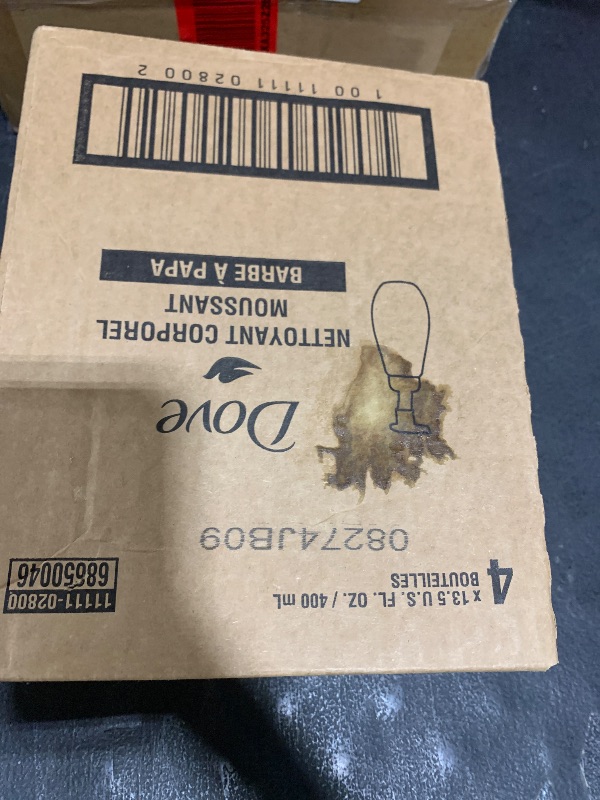 4 BOUTEILLES
x 13.5 U.S. FL. OZ. / 400 mL
11111-02800
68650046
08274JB09
Dove
NETTOYANT CORPOREL
MOUSSANT
BARBE À PAPA
1 00 11111 02800 2